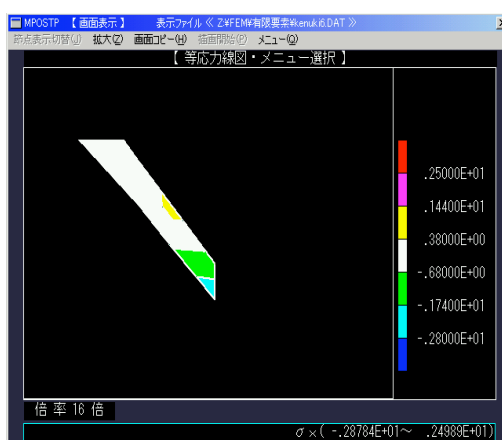 MPOSTP 【 画面表示 】 表示ファイル ≪ Z:¥FEM¥有限要素¥kenuki6.DAT ≫
節点表示切替(J) 拡大(Z) 画面コピー(H) 描画開始(P) メニュー(Q)
【 等応力線図・メニュー選択 】
.25000E+01
.14400E+01
.38000E+00
-.68000E+00
-.17400E+01
-.28000E+01
倍 率 16 倍
σx( -.28784E+01～ .24989E+01)